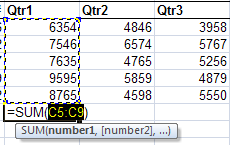 Qtr1 Qtr2 Qtr3
6354 4846 3958
7546 6574 5767
7635 4765 5256
9595 5859 4879
8765 4598 5550
=SUM(C5:C9)
SUM(number1, [number2], ...)